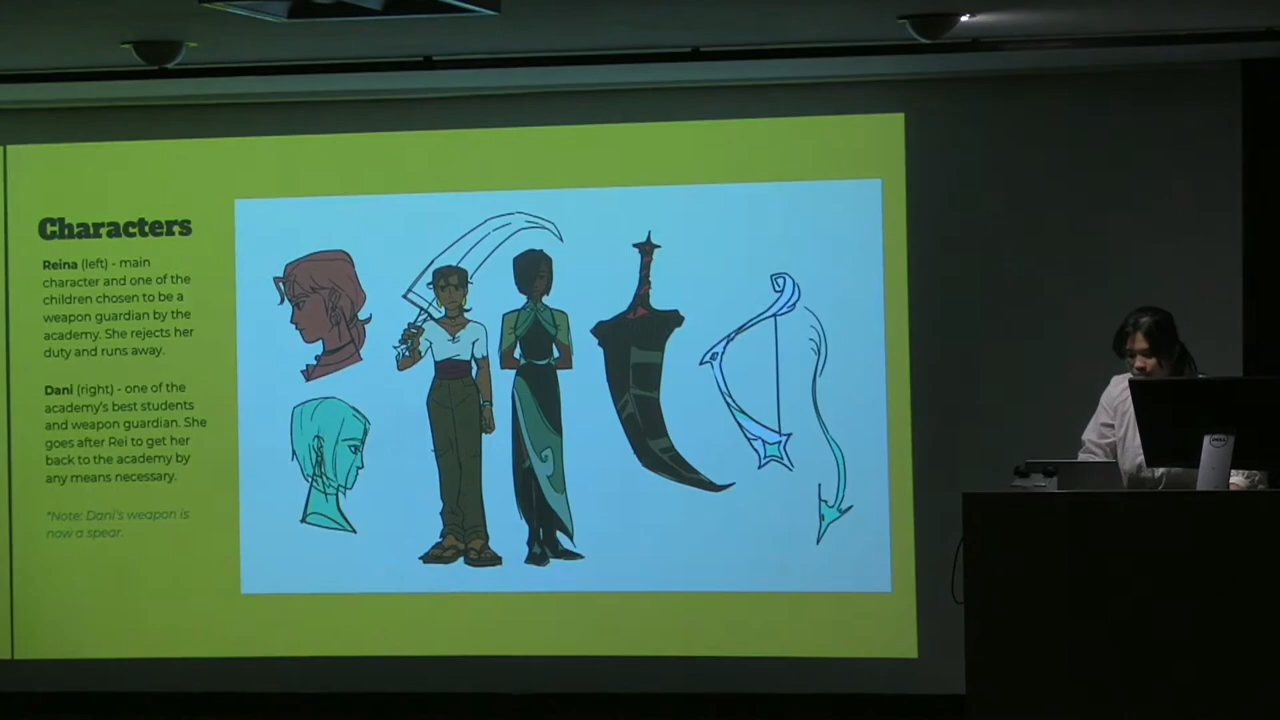 Characters
Reina (left) - main
character and one of the
children chosen to be a
weapon guardian by the
academy. She rejects her
duty and runs away.
Dani (right) - one of the
academy's best students
and weapon guardian. She
goes after Rei to get her
back to the academy by
any means necessary.
*Note: Dani's weapon is
now a spear.
DELL